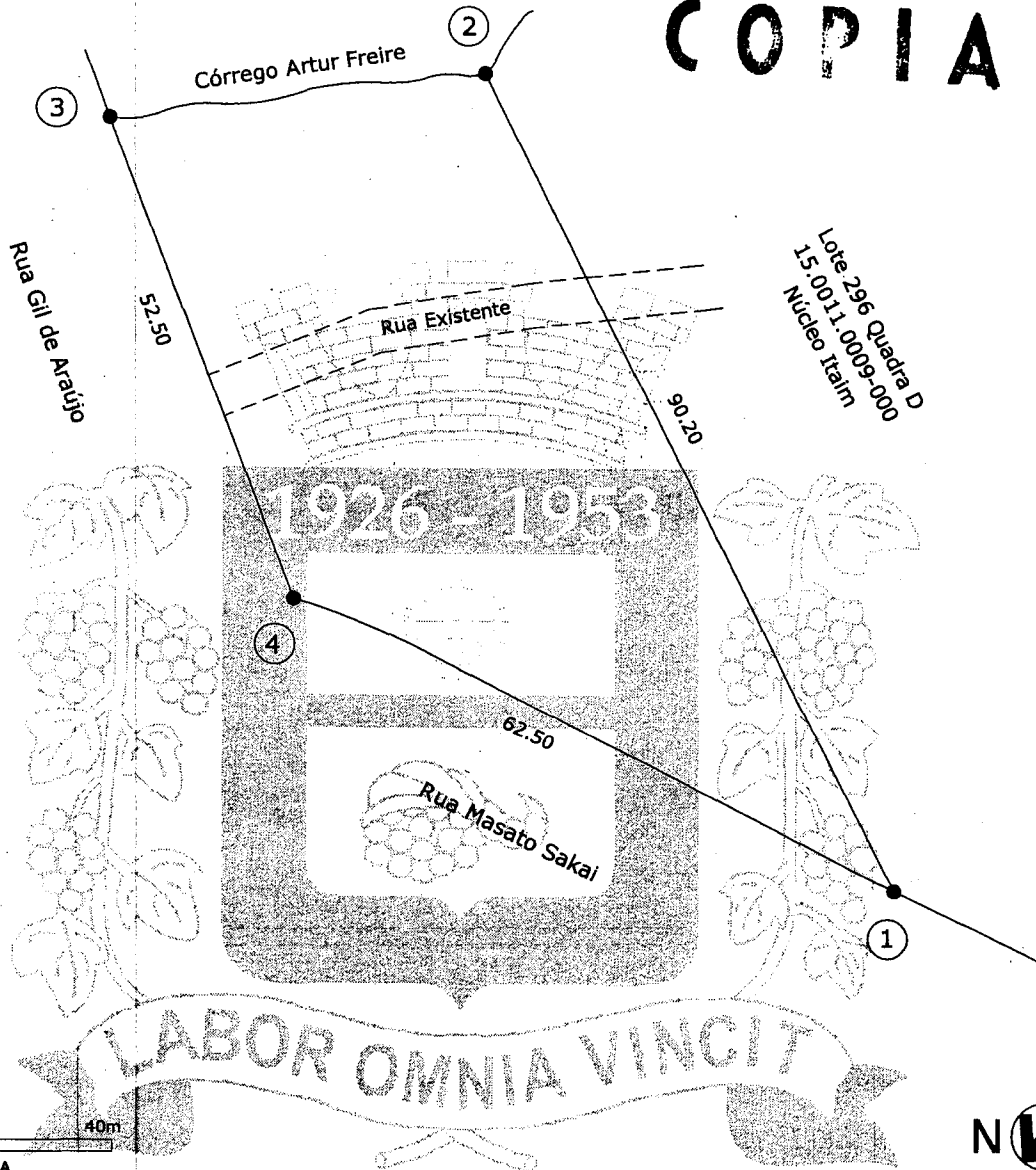 COPIA
2
Córrego Artur Freire
3
Rua Gil de Araújo
52.50
Rua Existente
Lote 296 Quadra D
15.0011.0009-000
Núcleo Itaim
90.20
1926 - 1953
4
62.50
Rua Masato Sakai
1
LABOR OMNIA VINCIT
40m
A
N